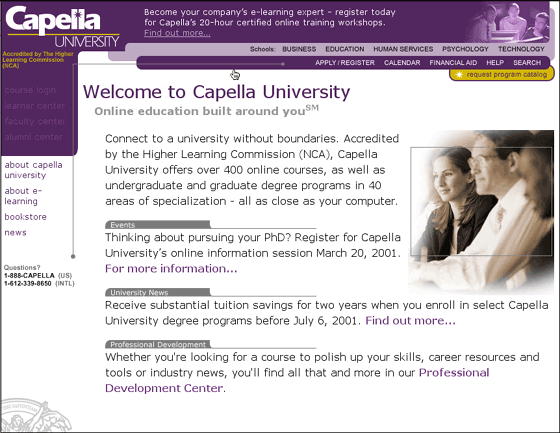 Capella
UNIVERSITY
Accredited by The Higher
Learning Commission
(NCA)
Become your company's e-learning expert - register today
for Capella's 20-hour certified online training workshops.
Find out more...
Schools: BUSINESS EDUCATION HUMAN SERVICES PSYCHOLOGY TECHNOLOGY
APPLY / REGISTER CALENDAR FINANCIAL AID HELP SEARCH
request program catalog
course login
learner center
faculty center
alumni center
about capella
university
about e-
learning
bookstore
news
Questions?
1-888-CAPELLA (US)
1-612-339-8650 (INTL)
Welcome to Capella University
Online education built around you℠
Connect to a university without boundaries. Accredited
by the Higher Learning Commission (NCA), Capella
University offers over 400 online courses, as well as
undergraduate and graduate degree programs in 40
areas of specialization - all as close as your computer.
Events
Thinking about pursuing your PhD? Register for Capella
University's online information session March 20, 2001.
For more information...
University News
Receive substantial tuition savings for two years when you enroll in select Capella
University degree programs before July 6, 2001. Find out more...
Professional Development
Whether you're looking for a course to polish up your skills, career resources and
tools or industry news, you'll find all that and more in our Professional
Development Center.